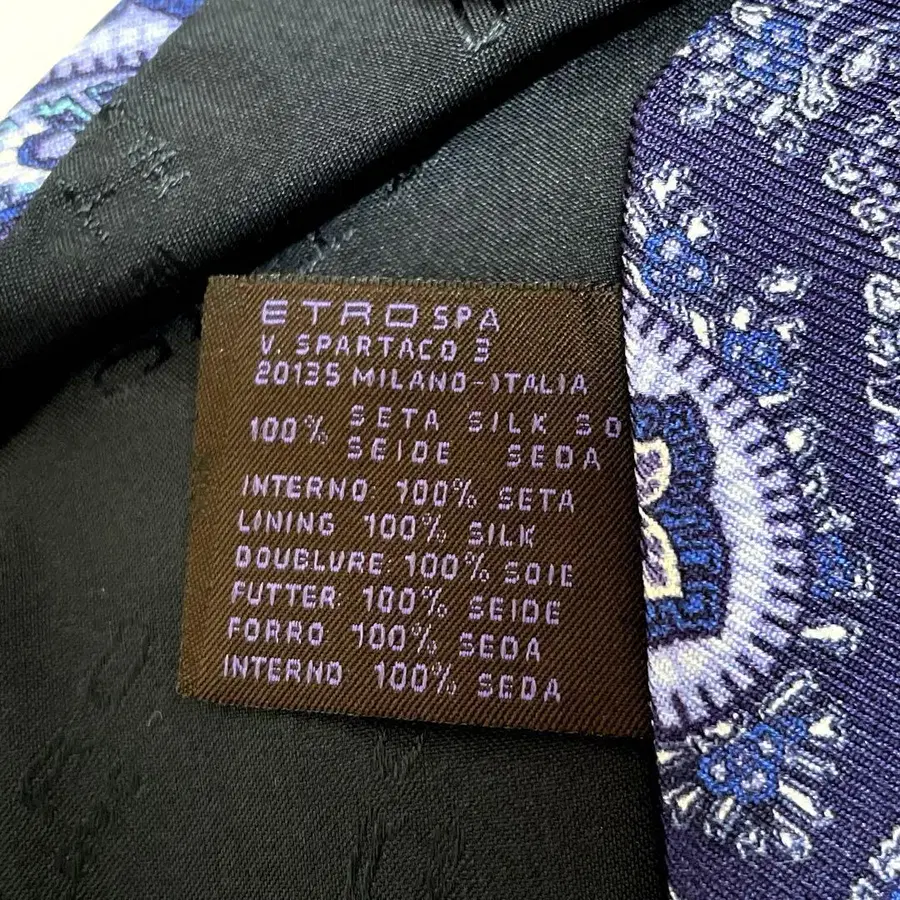 ETRO SPA
V. SPARTACO 3
20135 MILANO-ITALIA
100% SETA SILK SO
SEIDE SEDA
INTERNO 100% SETA
LINING 100% SILK
DOUBLURE 100% SOIE
FUTTER 100% SEIDE
FORRO 100% SEDA
INTERNO 100% SEDA